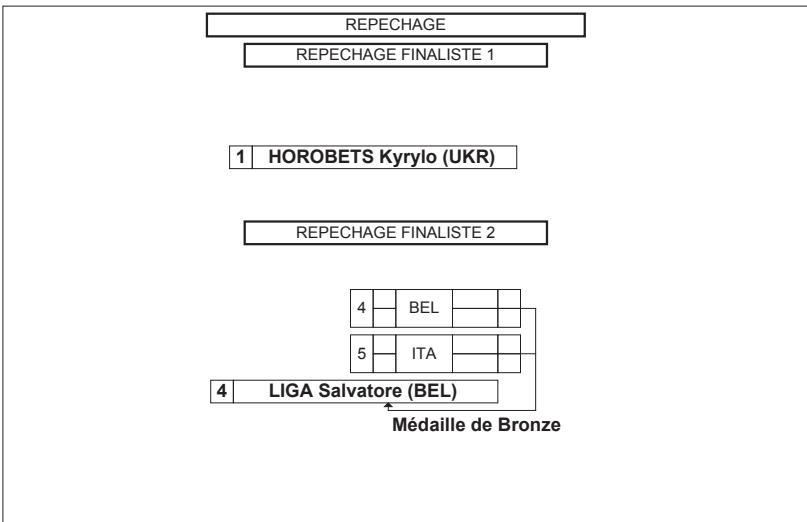 REPECHAGE
REPECHAGE FINALISTE 1
1 HOROBETS Kyrylo (UKR)
REPECHAGE FINALISTE 2
4 BEL
5 ITA
4 LIGA Salvatore (BEL)
Médaille de Bronze